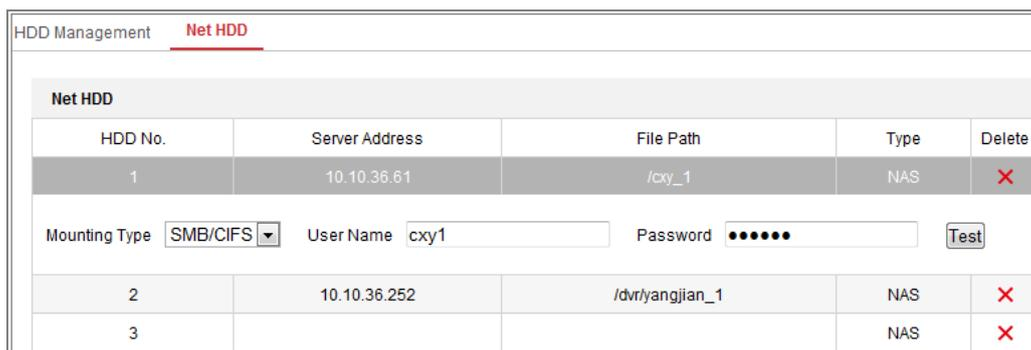 HDD Management Net HDD
Net HDD
HDD No. Server Address File Path Type Delete
1 10.10.36.61 /cxy_1 NAS
Mounting Type SMB/CIFS User Name cxy1 Password ●●●●●● Test
2 10.10.36.252 /dvr/yangjian_1 NAS
3 NAS